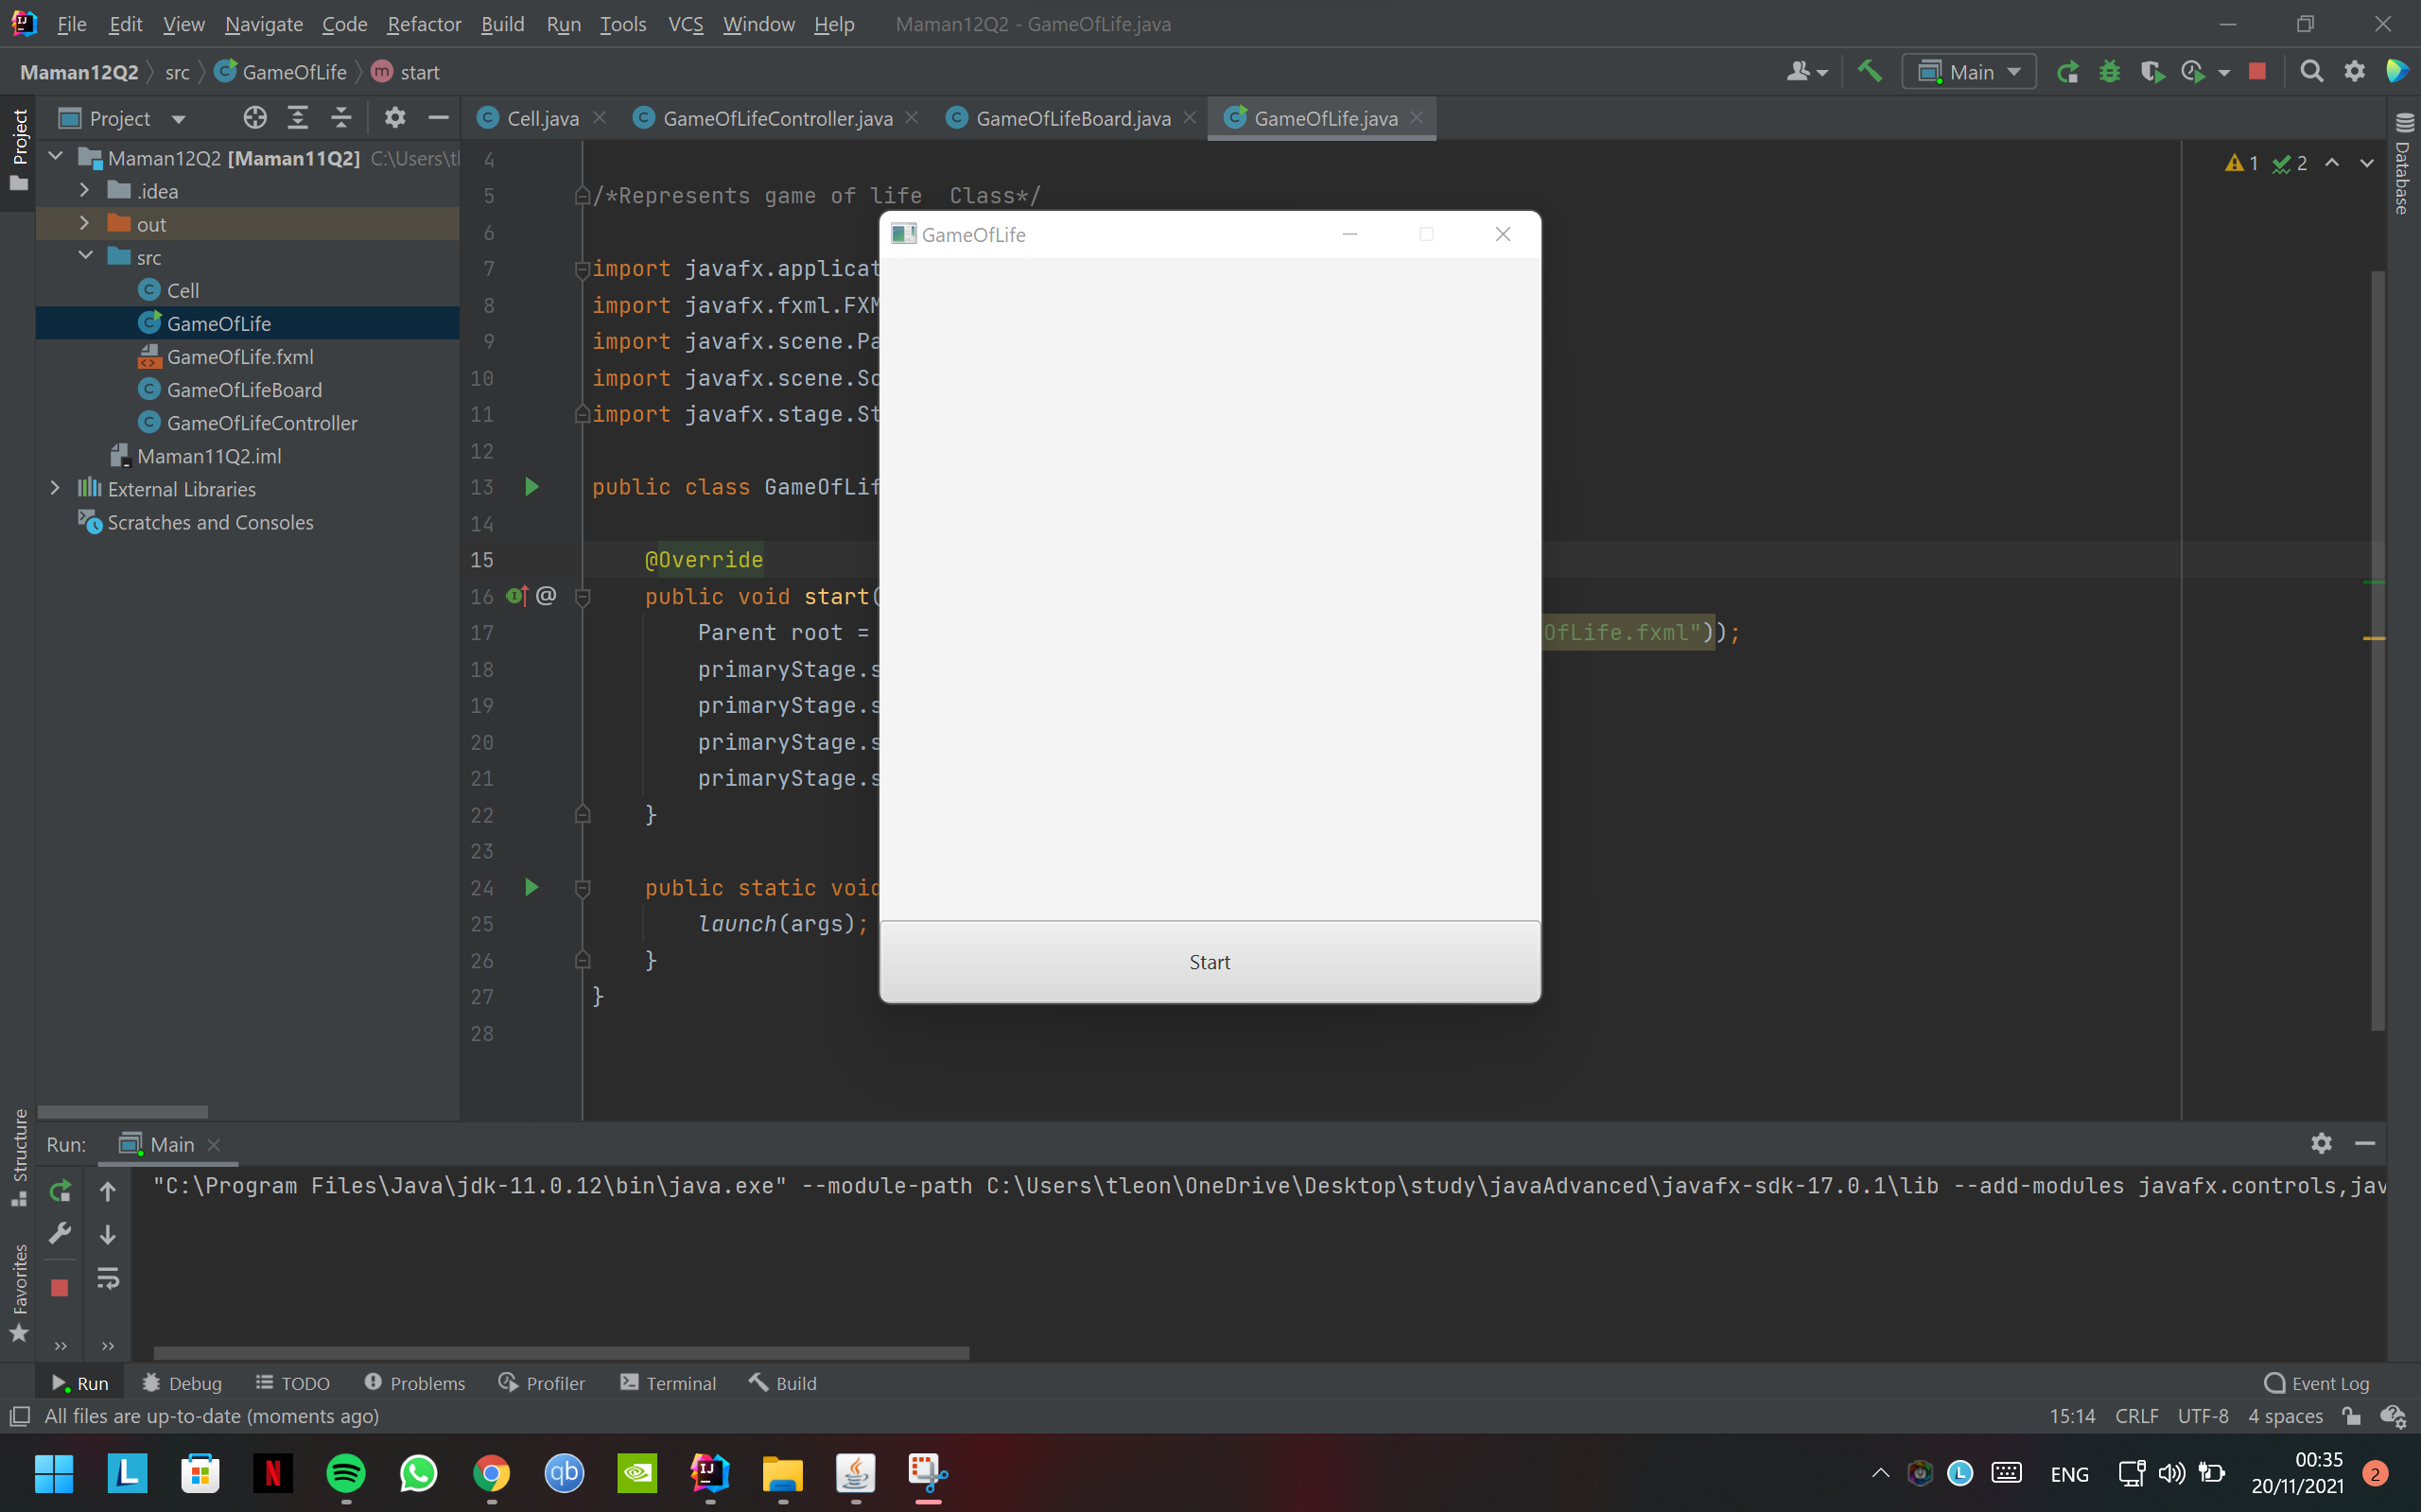 File Edit View Navigate Code Refactor Build Run Tools VCS Window Help Maman12Q2 - GameOfLife.java
Maman12Q2 src GameOfLife m start Main
Project
Project
Cell.java GameOfLifeController.java GameOfLifeBoard.java GameOfLife.java
Database
Maman12Q2 [Maman11Q2] C:\Users\tl
.idea
out
src
Cell
GameOfLife
GameOfLife.fxml
GameOfLifeBoard
GameOfLifeController
Maman11Q2.iml
External Libraries
Scratches and Consoles
1 2
4
5 /*Represents game of life  Class*/
6
7 import javafx.applicat
8 import javafx.fxml.FXM
9 import javafx.scene.Pa
10 import javafx.scene.Sc
11 import javafx.stage.St
12
13 public class GameOfLif
14
15 @Override
16 @ public void start(
17 Parent root = OfLife.fxml"));
18 primaryStage.s
19 primaryStage.s
20 primaryStage.s
21 primaryStage.s
22 }
23
24 public static void
25 launch(args);
26 }
27 }
28
GameOfLife
Start
Structure
Favorites
Run: Main
"C:\Program Files\Java\jdk-11.0.12\bin\java.exe" --module-path C:\Users\tleon\OneDrive\Desktop\study\javaAdvanced\javafx-sdk-17.0.1\lib --add-modules javafx.controls,jav
Run Debug TODO Problems Profiler Terminal Build Event Log
All files are up-to-date (moments ago) 15:14 CRLF UTF-8 4 spaces
L N qb IJ L ENG
00:35
20/11/2021 2